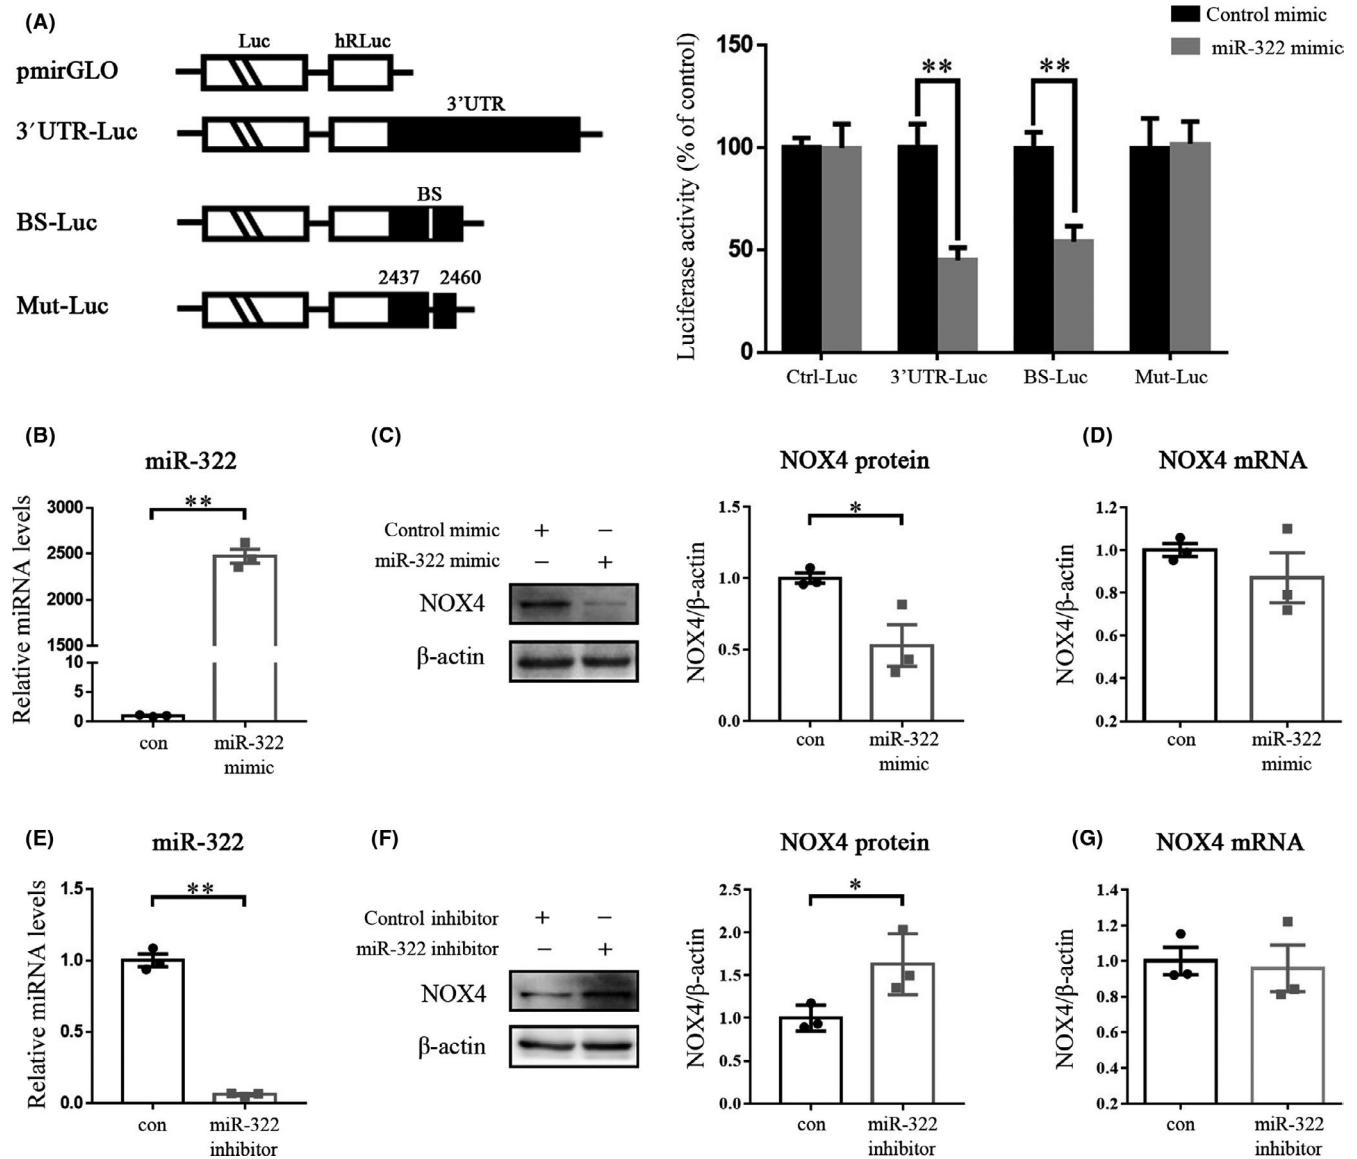 (A)
Luc hRLuc
pmirGLO
3'UTR
3′UTR-Luc
BS
BS-Luc
2437 2460
Mut-Luc
Control mimic
miR-322 mimic
Luciferase activity (% of control)
150
100
50
0
Ctrl-Luc 3'UTR-Luc BS-Luc Mut-Luc
** **
(B)
miR-322
Relative miRNA levels
3000
2500
2000
1500
10
5
0
**
con miR-322
mimic
(C)
Control mimic + −
miR-322 mimic − +
NOX4
β-actin
NOX4 protein
NOX4/β-actin
1.5
1.0
0.5
0.0
*
con miR-322
mimic
(D)
NOX4 mRNA
NOX4/β-actin
1.2
1.0
0.8
0.6
0.4
0.2
con miR-322
mimic
(E)
miR-322
Relative miRNA levels
1.5
1.0
0.5
0.0
**
con miR-322
inhibitor
(F)
Control inhibitor + −
miR-322 inhibitor − +
NOX4
β-actin
NOX4 protein
NOX4/β-actin
2.5
2.0
1.5
1.0
0.5
0.0
*
con miR-322
inhibitor
(G)
NOX4 mRNA
NOX4/β-actin
1.4
1.2
1.0
0.8
0.6
0.4
0.2
con miR-322
inhibitor